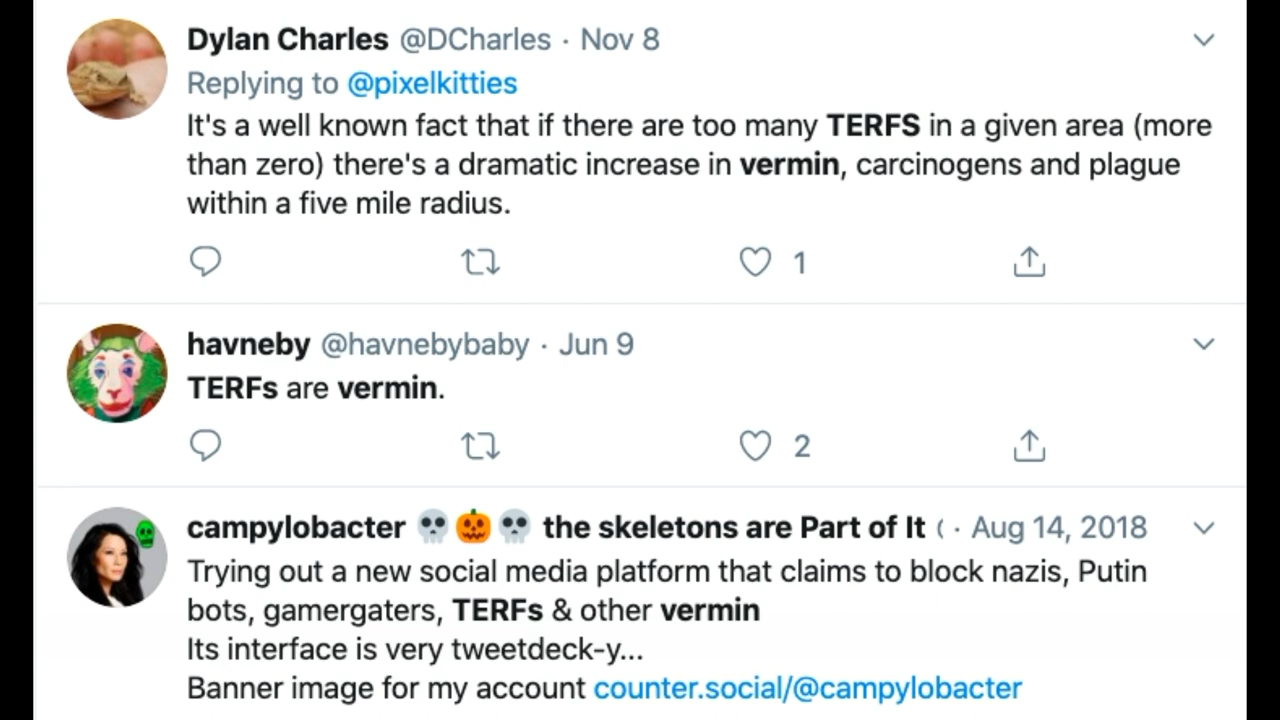 Dylan Charles @DCharles · Nov 8
Replying to @pixelkitties
It's a well known fact that if there are too many TERFS in a given area (more
than zero) there's a dramatic increase in vermin, carcinogens and plague
within a five mile radius.
1
havneby @havnebybaby · Jun 9
TERFs are vermin.
2
campylobacter 💀🎃💀 the skeletons are Part of It ( · Aug 14, 2018
Trying out a new social media platform that claims to block nazis, Putin
bots, gamergaters, TERFs & other vermin
Its interface is very tweetdeck-y...
Banner image for my account counter.social/@campylobacter